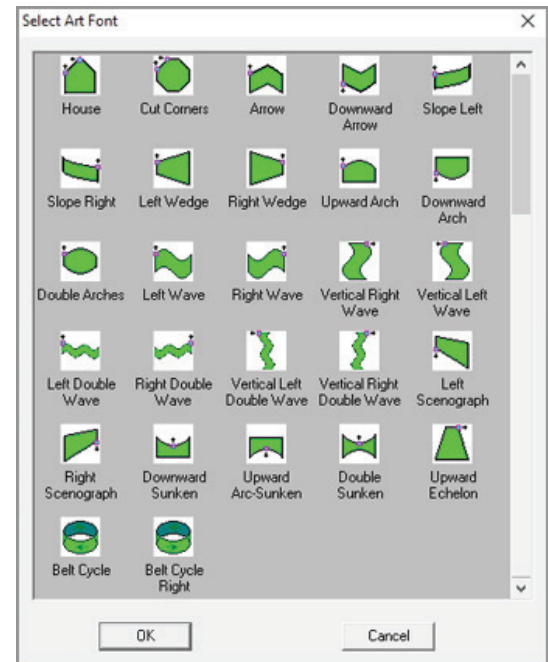 Select Art Font
House
Cut Corners
Arrow
Downward
Arrow
Slope Left
Slope Right
Left Wedge
Right Wedge
Upward Arch
Downward
Arch
Double Arches
Left Wave
Right Wave
Vertical Right
Wave
Vertical Left
Wave
Left Double
Wave
Right Double
Wave
Vertical Left
Double Wave
Vertical Right
Double Wave
Left
Scenograph
Right
Scenograph
Downward
Sunken
Upward
Arc-Sunken
Double
Sunken
Upward
Echelon
Belt Cycle
Belt Cycle
Right
OK
Cancel